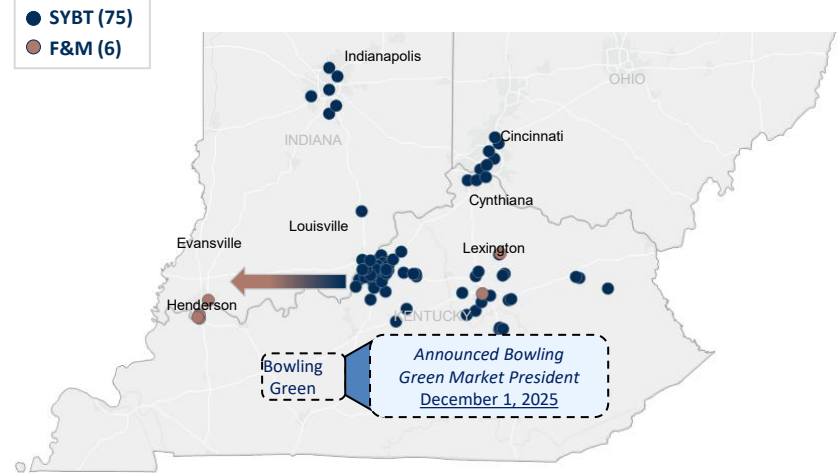 SYBT (75)
F&M (6)
Indianapolis
OHIO
INDIANA
Cincinnati
Cynthiana
Louisville
Evansville
Lexington
Henderson
KENTUCKY
Bowling
Green
Announced Bowling
Green Market President
December 1, 2025